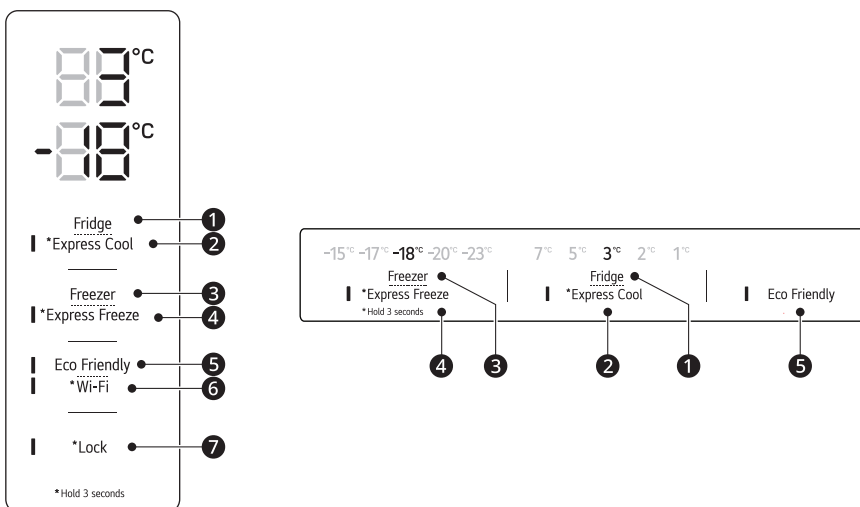 3°C
-18°C
Fridge
*Express Cool
Freezer
*Express Freeze
Eco Friendly
*Wi-Fi
*Lock
*Hold 3 seconds
1
2
3
4
5
6
7
-15°C -17°C -18°C -20°C -23°C
7°C 5°C 3°C 2°C 1°C
Freezer
*Express Freeze
*Hold 3 seconds
Fridge
*Express Cool
Eco Friendly
4
3
2
1
5